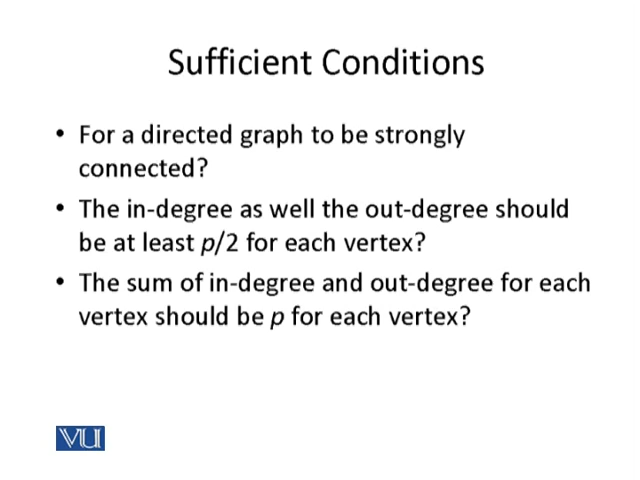 Sufficient Conditions
• For a directed graph to be strongly
connected?
• The in-degree as well the out-degree should
be at least p/2 for each vertex?
• The sum of in-degree and out-degree for each
vertex should be p for each vertex?
VU